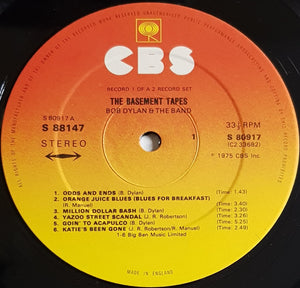 CBS
RECORD 1 OF A 2 RECORD SET
THE BASEMENT TAPES
BOB DYLAN & THE BAND
S 80917 A
S 88147
STEREO
33⅓ RPM
1
S 80917
(C2 33682)
℗ 1975 CBS Inc.
1. ODDS AND ENDS (B. Dylan) (Time: 1.43)
2. ORANGE JUICE BLUES (BLUES FOR BREAKFAST)
(R. Manuel) (Time: 3.40)
3. MILLION DOLLAR BASH (B. Dylan) (Time: 2.30)
4. YAZOO STREET SCANDAL (J. R. Robertson) (Time: 3.26)
5. GOIN' TO ACAPULCO (B. Dylan) (Time: 5.25)
6. KATIE'S BEEN GONE (J. R. Robertson/R. Manuel) (Time: 2.49)
1-6 Big Ben Music Limited
MADE IN ENGLAND